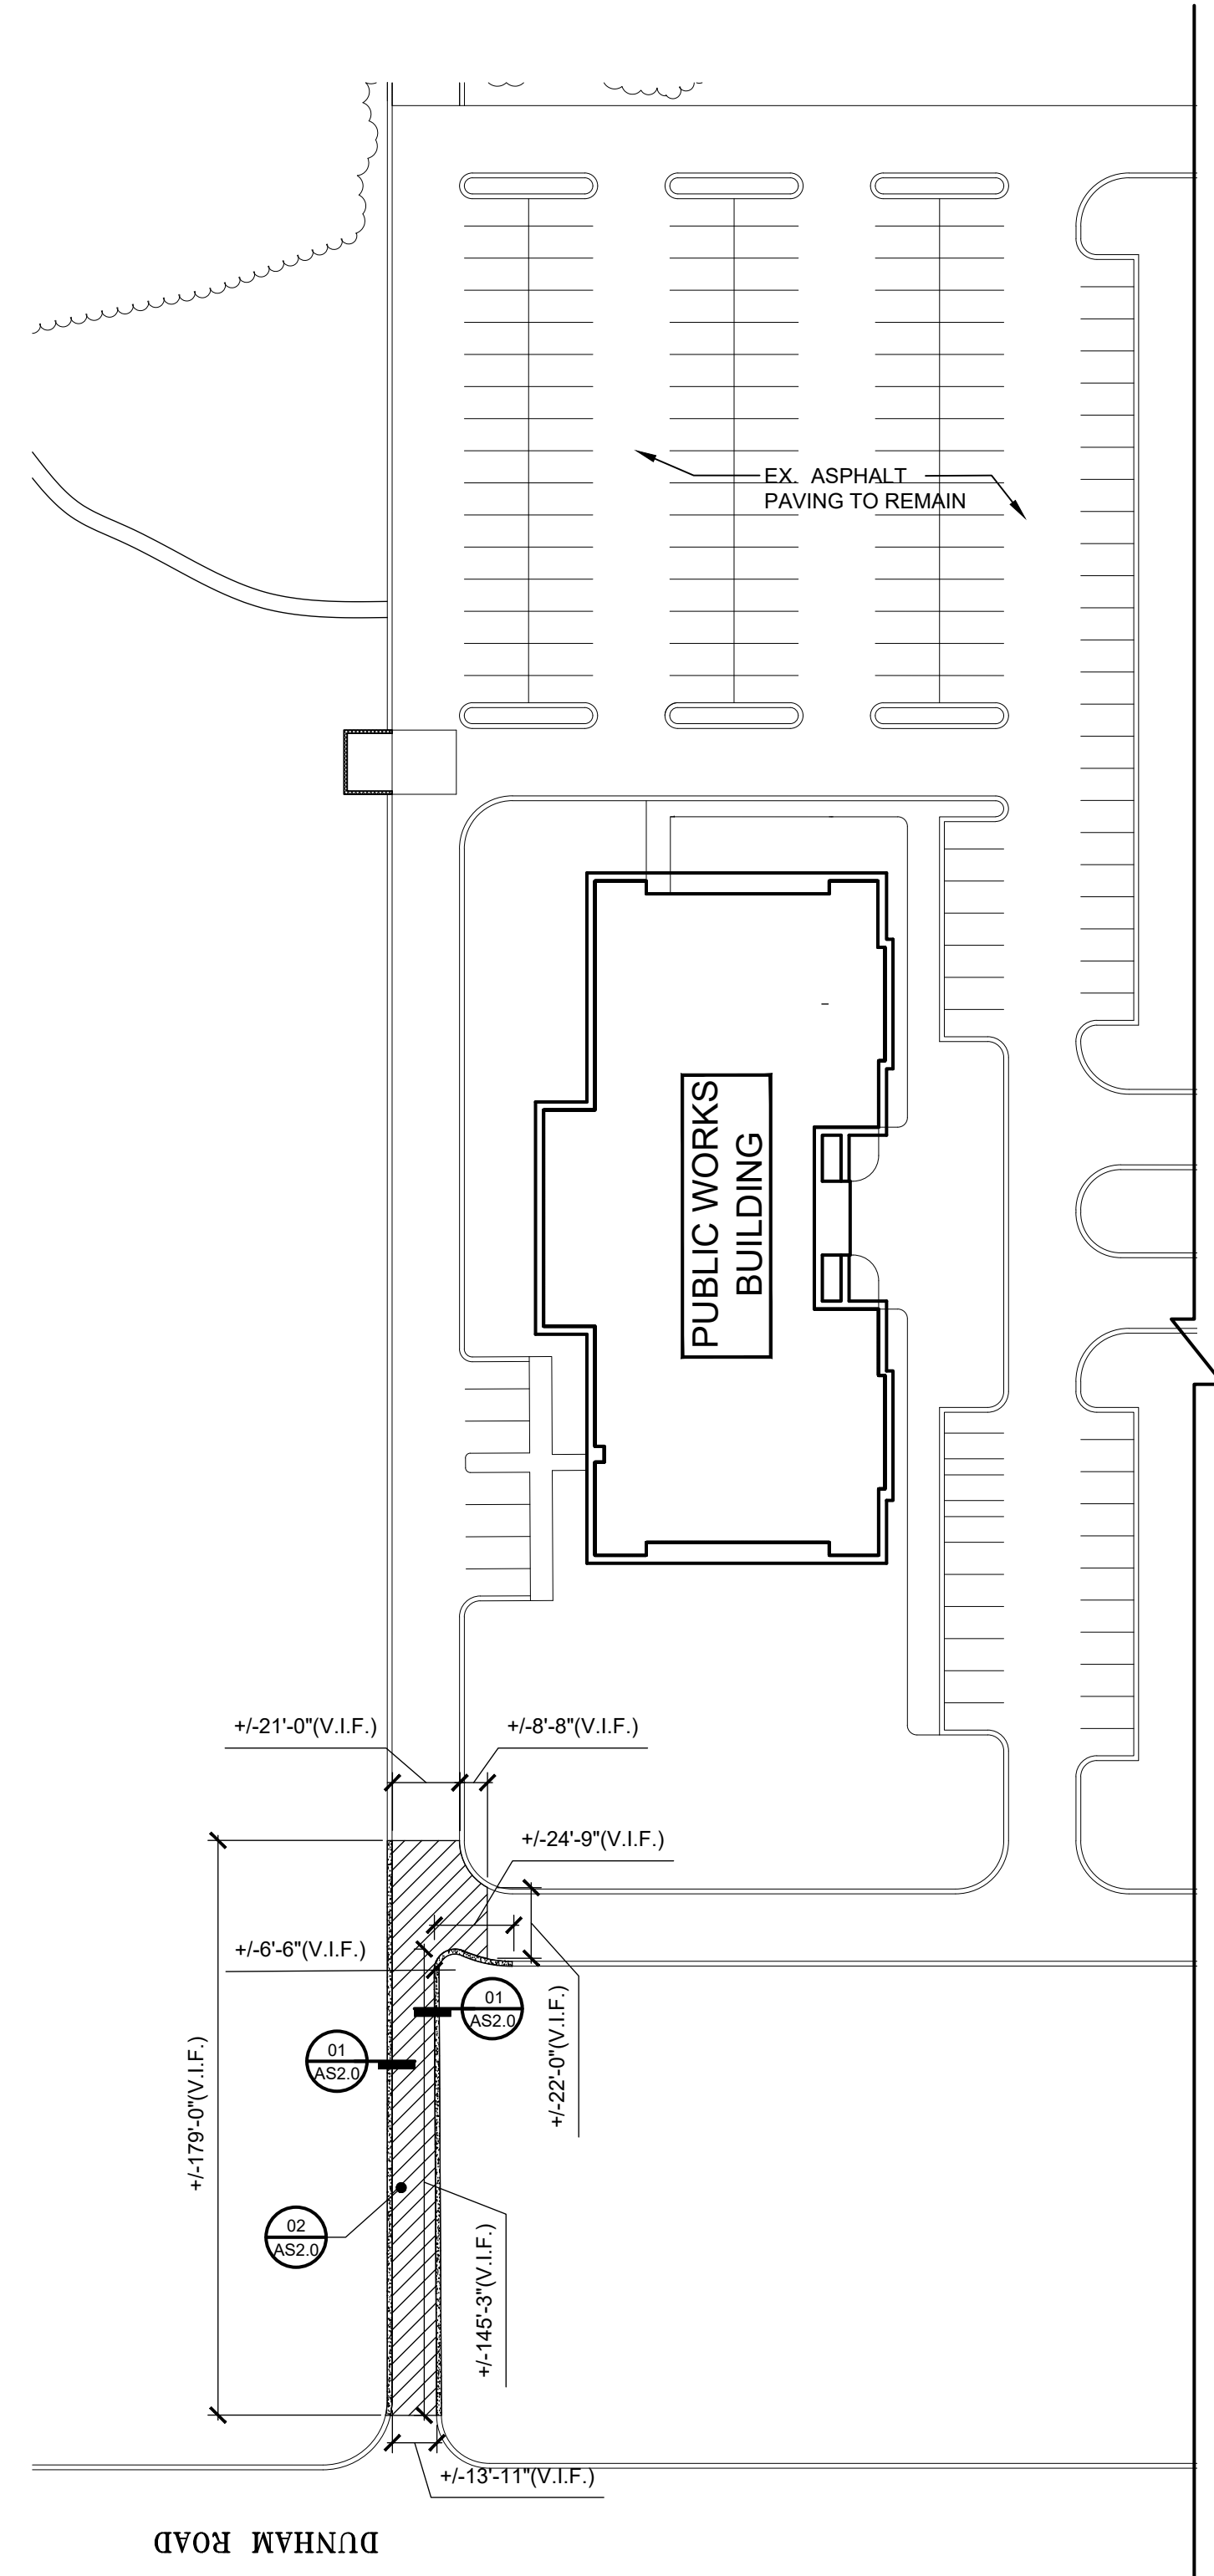 EX. ASPHALT
PAVING TO REMAIN
PUBLIC WORKS
BUILDING
+/-21'-0"(V.I.F.)
+/-8'-8"(V.I.F.)
+/-24'-9"(V.I.F.)
+/-6'-6"(V.I.F.)
01
AS2.0
01
AS2.0
+/-22'-0"(V.I.F.)
+/-179'-0"(V.I.F.)
02
AS2.0
+/-145'-3"(V.I.F.)
+/-13'-11"(V.I.F.)
DUNHAM ROAD